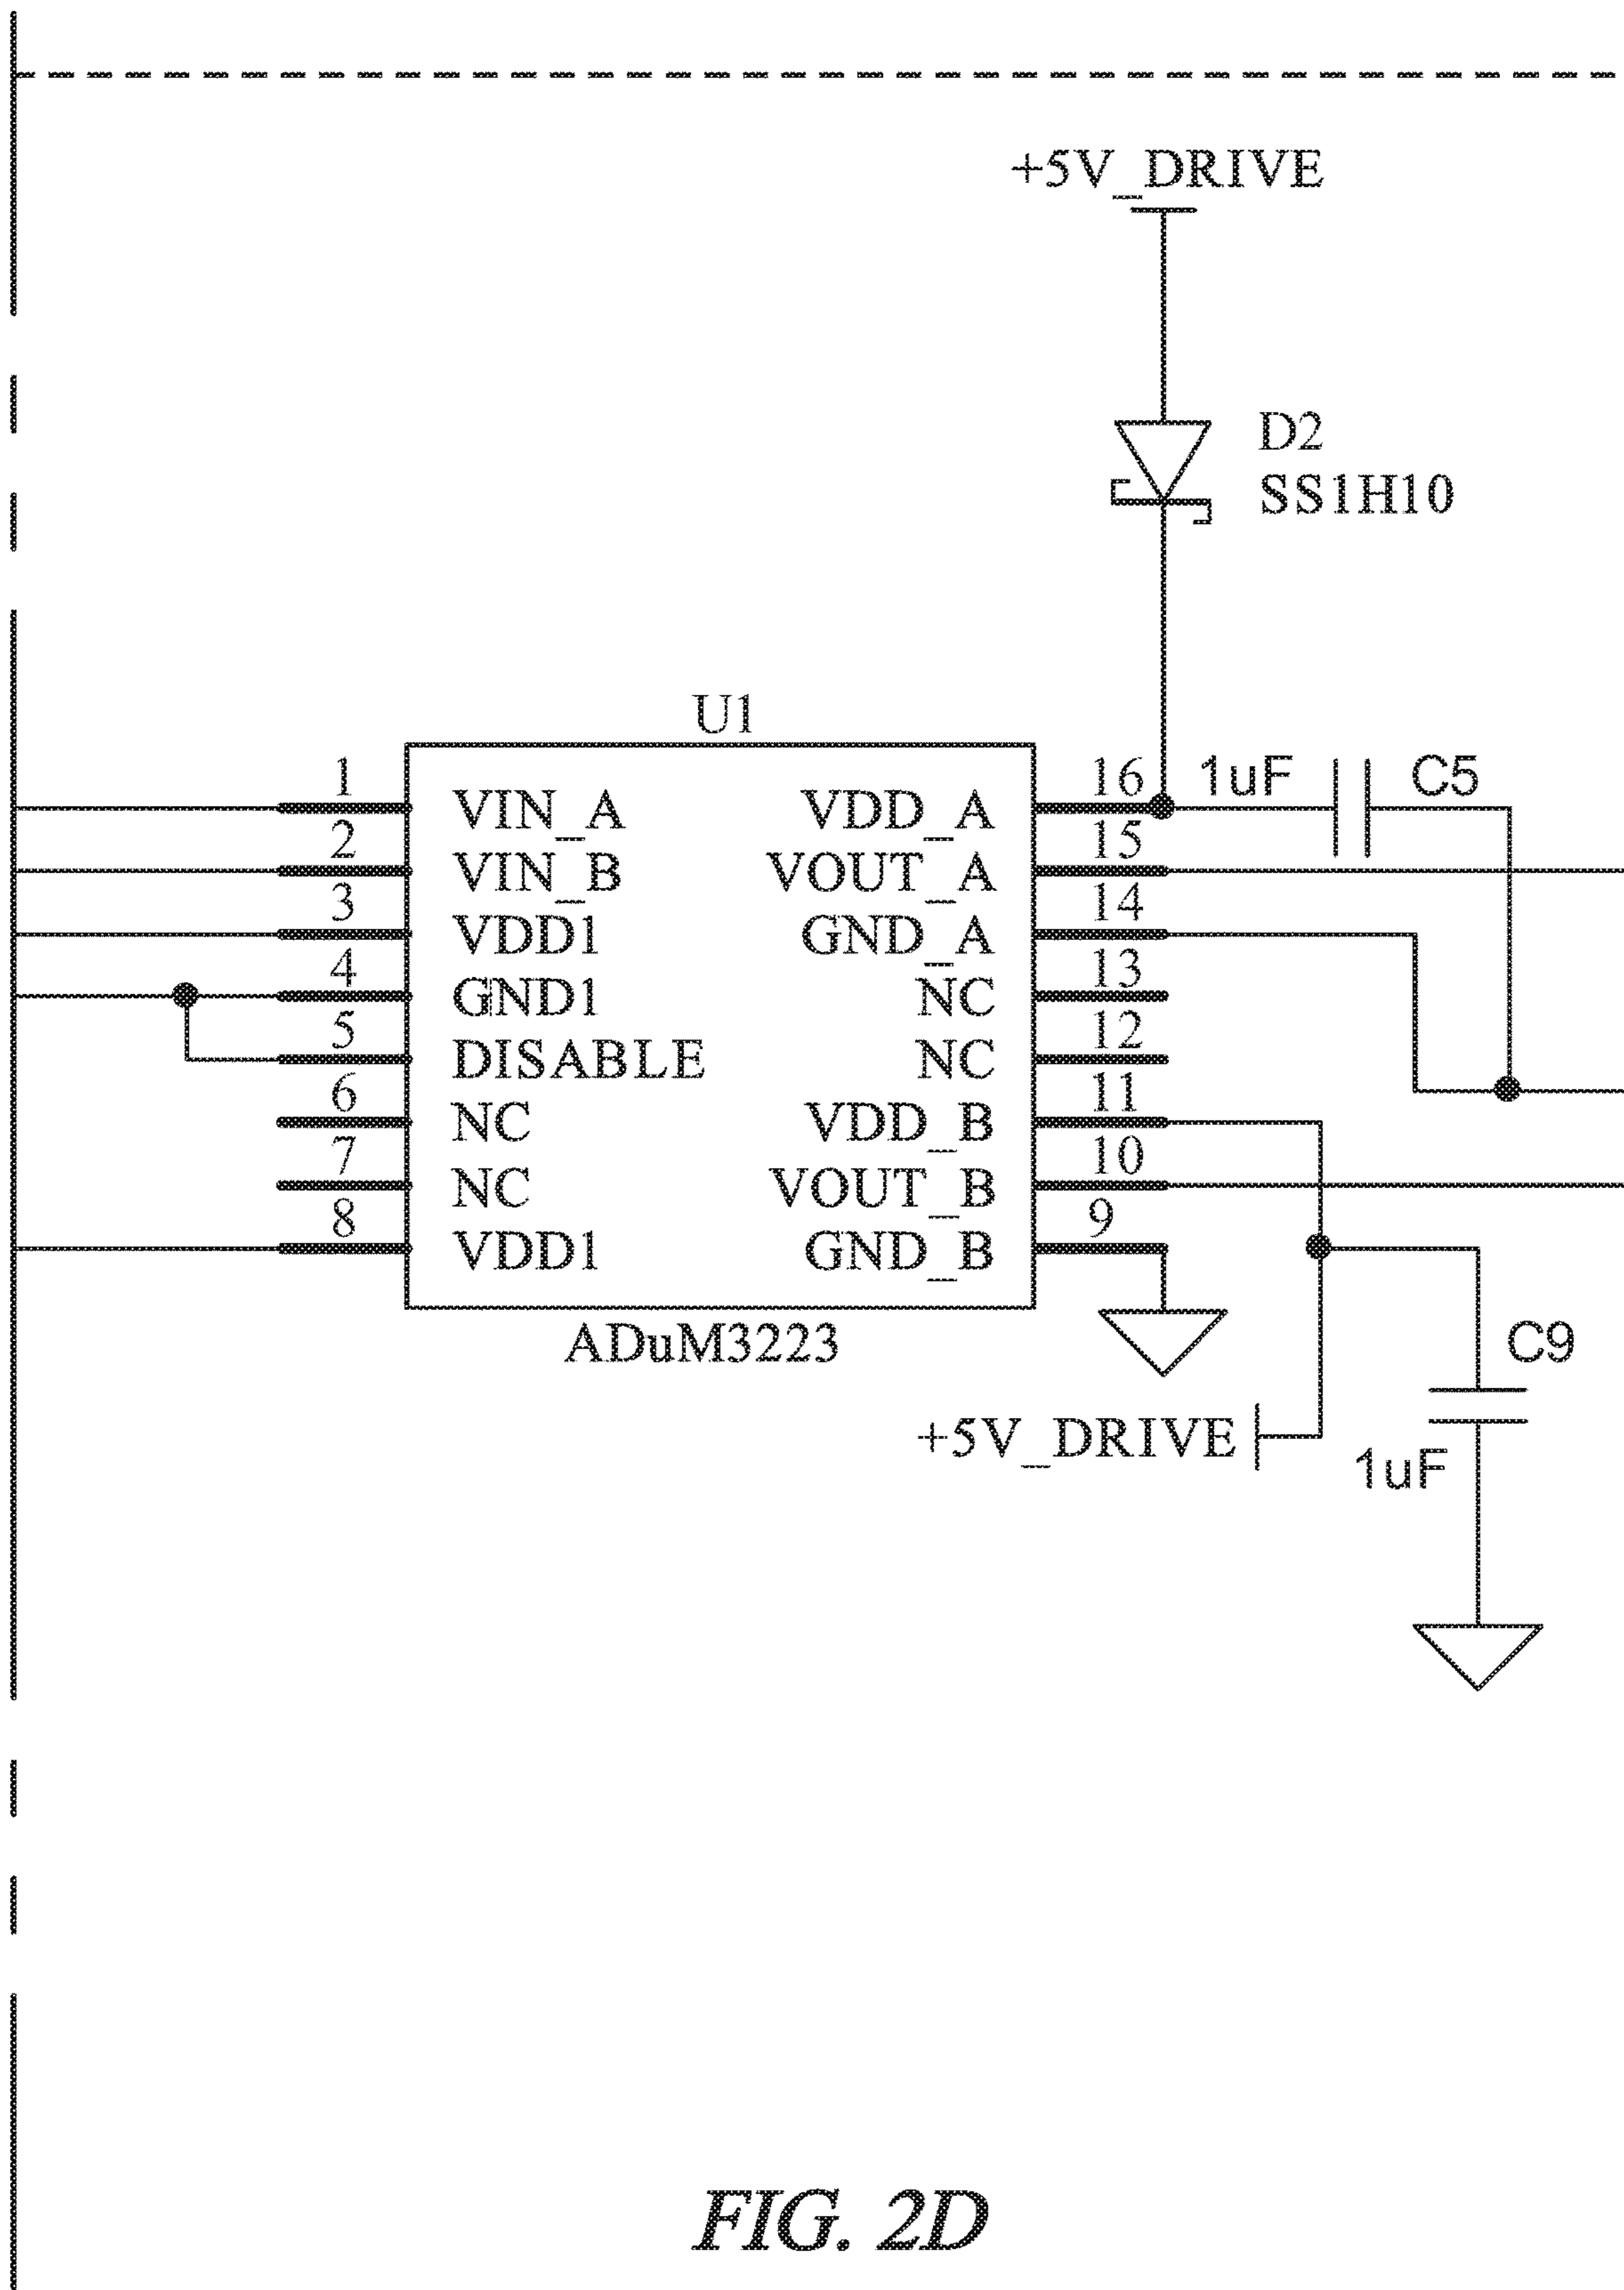 +5V_DRIVE
D2
SS1H10
U1
1 VIN_A VDD_A 16 1uF C5
2 VIN_B VOUT_A 15
3 VDD1 GND_A 14
4 GND1 NC 13
5 DISABLE NC 12
6 NC VDD_B 11
7 NC VOUT_B 10
8 VDD1 GND_B 9
ADuM3223
C9
+5V_DRIVE
1uF
FIG. 2D